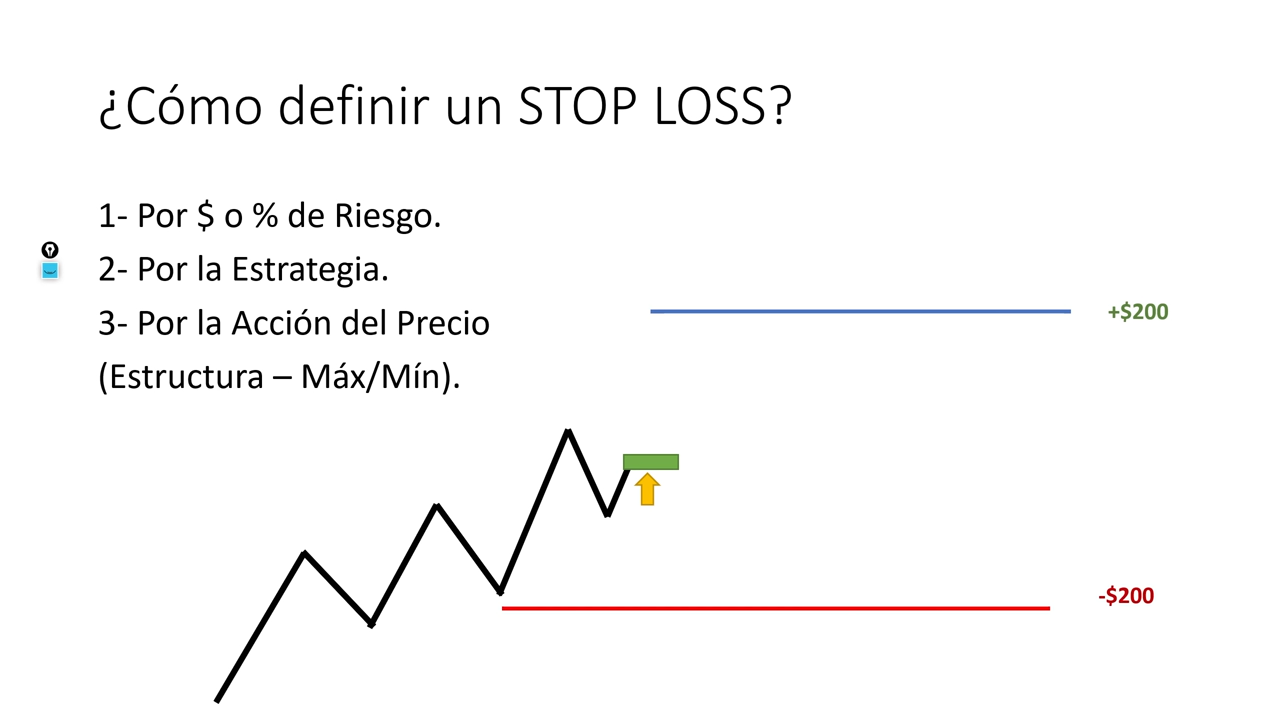 ¿Cómo definir un STOP LOSS?
1- Por $ o % de Riesgo.
2- Por la Estrategia.
3- Por la Acción del Precio
(Estructura – Máx/Mín).
+$200
-$200